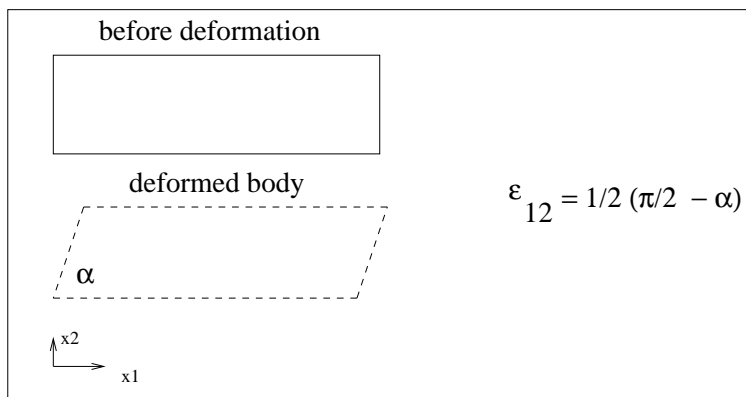 before deformation
deformed body
ε12 = 1/2 (π/2 − α)
α
x2
x1